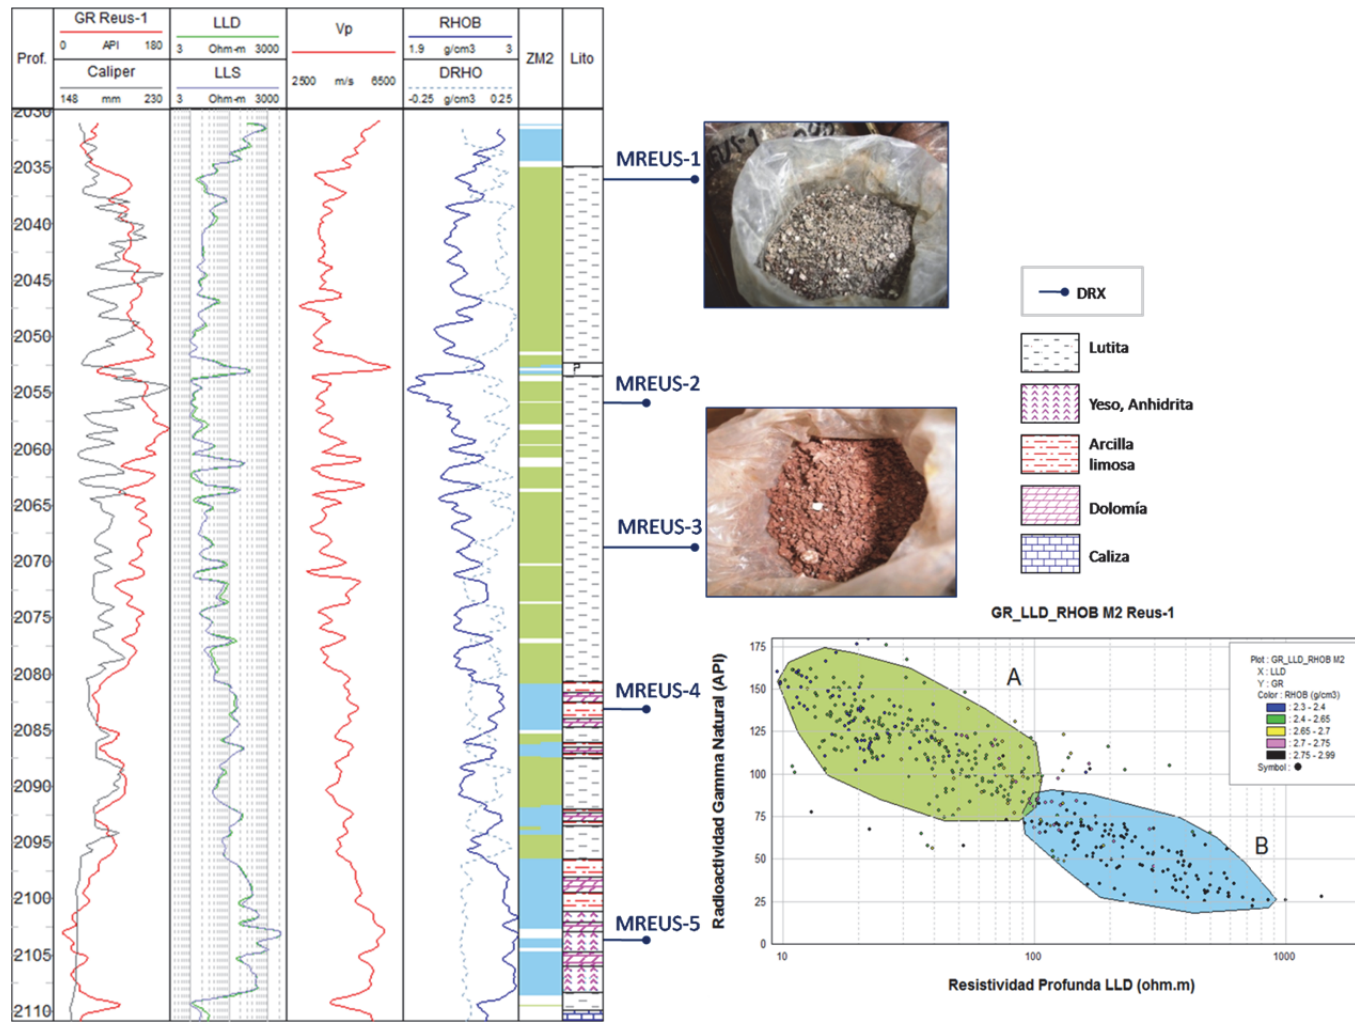 Prof.
GR Reus-1
0 API 180
Caliper
148 mm 230
LLD
3 Ohm-m 3000
LLS
3 Ohm-m 3000
Vp
2500 m/s 6500
RHOB
1.9 g/cm3 3
DRHO
-0.25 g/cm3 0.25
ZM2
Lito
2030
2035
2040
2045
2050
2055
2060
2065
2070
2075
2080
2085
2090
2095
2100
2105
2110
P
MREUS-1
MREUS-2
MREUS-3
MREUS-4
MREUS-5
EUS-1
DRX
Lutita
Yeso, Anhidrita
Arcilla
limosa
Dolomía
Caliza
GR_LLD_RHOB M2 Reus-1
Radioactividad Gamma Natural (API)
175
150
125
100
75
50
25
0
A
B
Plot : GR_LLD_RHOB M2
X : LLD
Y : GR
Color : RHOB (g/cm3)
: 2.3 - 2.4
: 2.4 - 2.65
: 2.65 - 2.7
: 2.7 - 2.75
: 2.75 - 2.99
Symbol :
10 100 1000
Resistividad Profunda LLD (ohm.m)